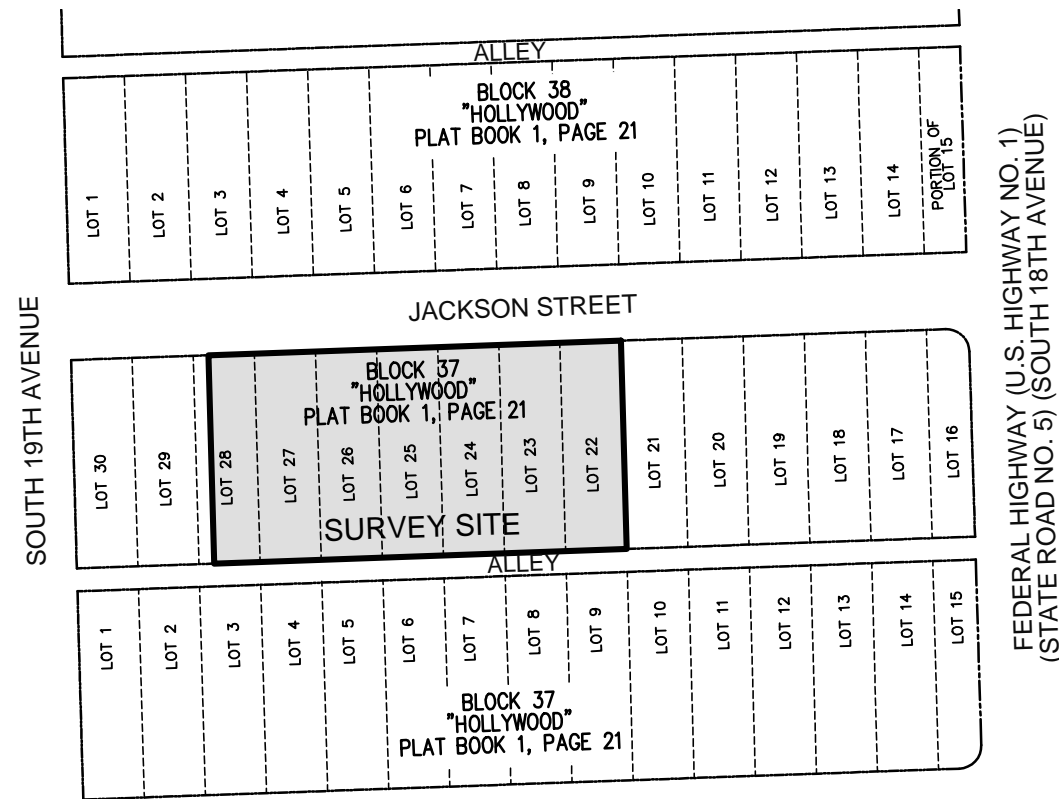 ALLEY
BLOCK 38
"HOLLYWOOD"
PLAT BOOK 1, PAGE 21
LOT 1
LOT 2
LOT 3
LOT 4
LOT 5
LOT 6
LOT 7
LOT 8
LOT 9
LOT 10
LOT 11
LOT 12
LOT 13
LOT 14
PORTION OF
LOT 15
JACKSON STREET
SOUTH 19TH AVENUE
FEDERAL HIGHWAY (U.S. HIGHWAY NO. 1)
(STATE ROAD NO. 5) (SOUTH 18TH AVENUE)
BLOCK 37
"HOLLYWOOD"
PLAT BOOK 1, PAGE 21
LOT 30
LOT 29
LOT 28
LOT 27
LOT 26
LOT 25
LOT 24
LOT 23
LOT 22
LOT 21
LOT 20
LOT 19
LOT 18
LOT 17
LOT 16
SURVEY SITE
ALLEY
LOT 1
LOT 2
LOT 3
LOT 4
LOT 5
LOT 6
LOT 7
LOT 8
LOT 9
LOT 10
LOT 11
LOT 12
LOT 13
LOT 14
LOT 15
BLOCK 37
"HOLLYWOOD"
PLAT BOOK 1, PAGE 21